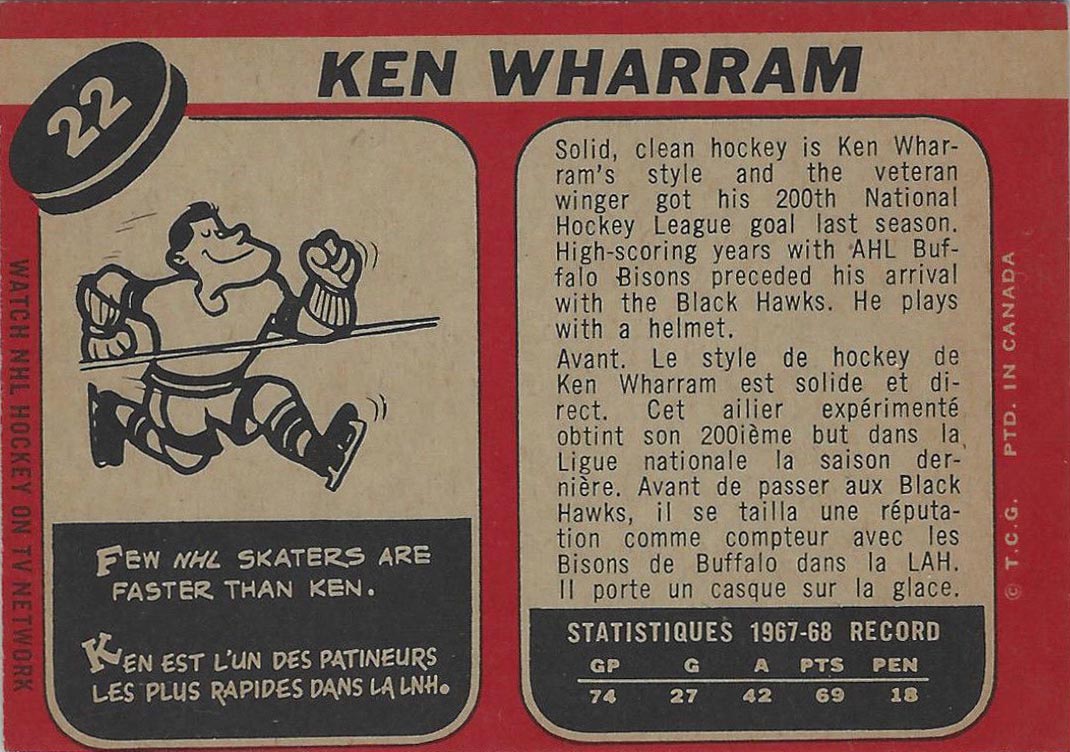 22
KEN WHARRAM
WATCH NHL HOCKEY ON TV NETWORK
FEW NHL SKATERS ARE
FASTER THAN KEN.
KEN EST L'UN DES PATINEURS
LES PLUS RAPIDES DANS LA LNH.
Solid, clean hockey is Ken Whar-
ram's style and the veteran
winger got his 200th National
Hockey League goal last season.
High-scoring years with AHL Buf-
falo Bisons preceded his arrival
with the Black Hawks. He plays
with a helmet.
Avant. Le style de hockey de
Ken Wharram est solide et di-
rect. Cet ailier expérimenté
obtint son 200ième but dans la
Ligue nationale la saison der-
nière. Avant de passer aux Black
Hawks, il se tailla une réputa-
tion comme compteur avec les
Bisons de Buffalo dans la LAH.
Il porte un casque sur la glace.
STATISTIQUES 1967-68 RECORD
GP G A PTS PEN
74 27 42 69 18
© T.C.G. PTD. IN CANADA